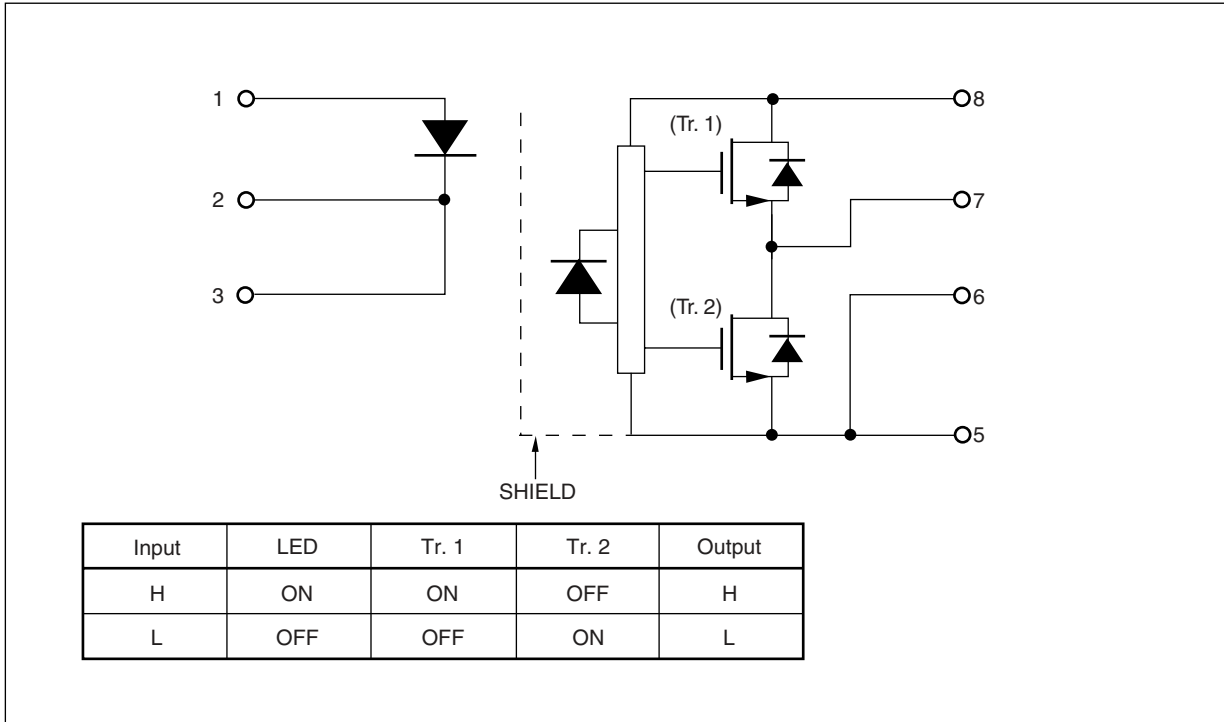 1
8
(Tr. 1)
2
7
3
(Tr. 2)
6
5
SHIELD
Input LED Tr. 1 Tr. 2 Output
H ON ON OFF H
L OFF OFF ON L